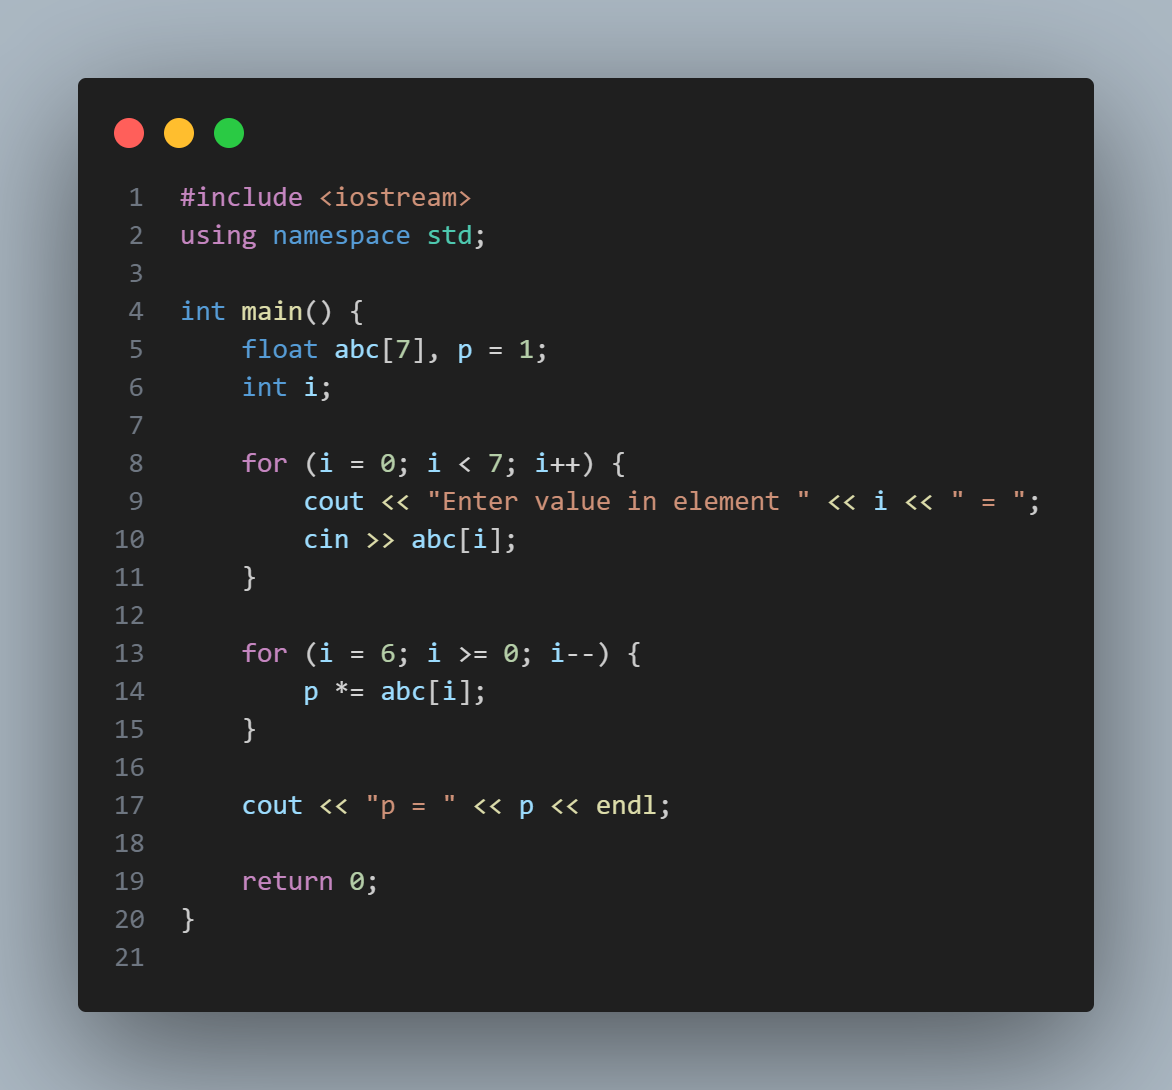 1 #include <iostream>
2 using namespace std;
3
4 int main() {
5     float abc[7], p = 1;
6     int i;
7
8     for (i = 0; i < 7; i++) {
9         cout << "Enter value in element " << i << " = ";
10         cin >> abc[i];
11     }
12
13     for (i = 6; i >= 0; i--) {
14         p *= abc[i];
15     }
16
17     cout << "p = " << p << endl;
18
19     return 0;
20 }
21